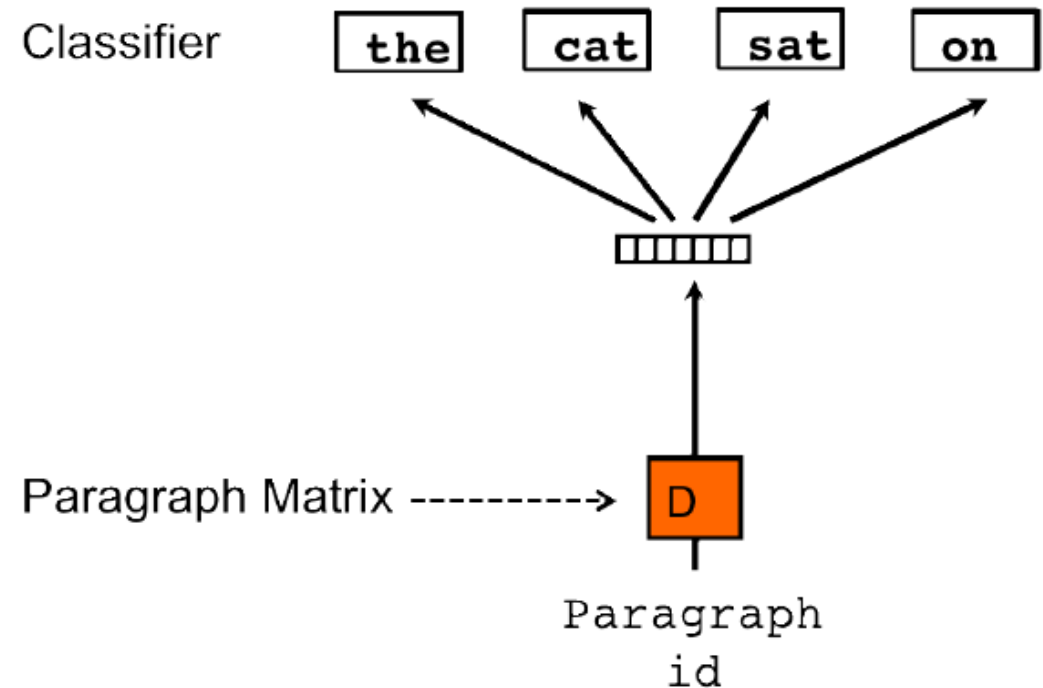 Classifier
the cat sat on
Paragraph Matrix
D
Paragraph
id